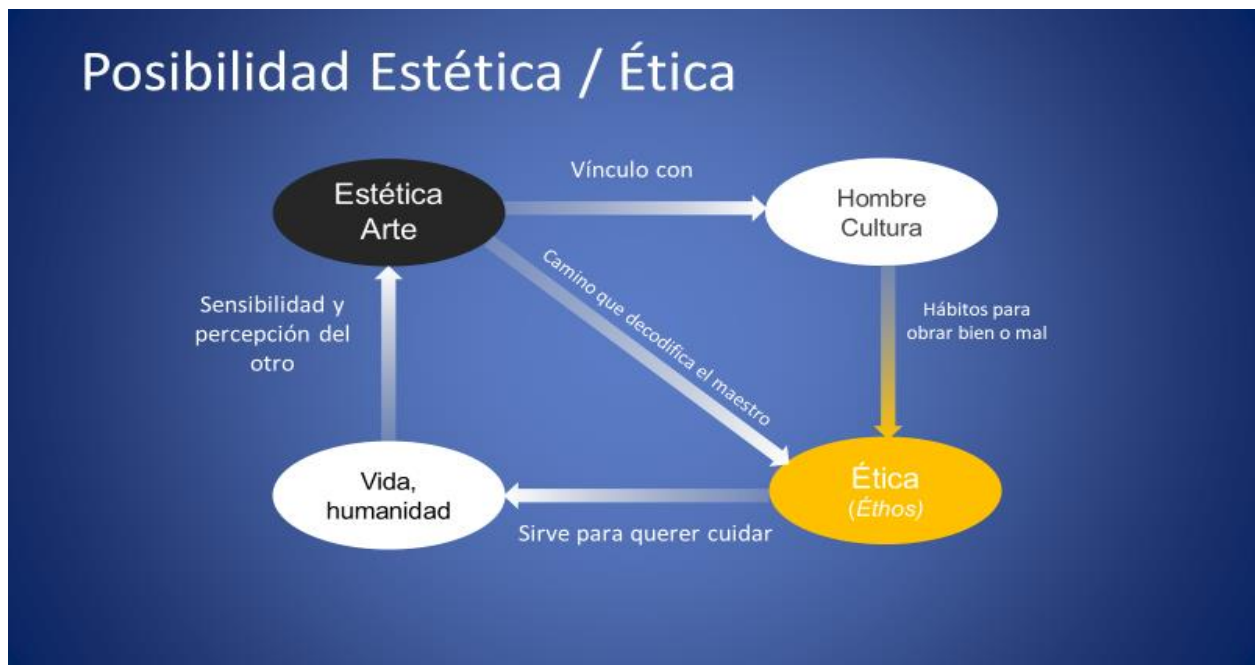 Posibilidad Estética / Ética
Vínculo con
Estética
Arte
Hombre
Cultura
Camino que decodifica el maestro
Sensibilidad y
percepción del
otro
Hábitos para
obrar bien o mal
Vida,
humanidad
Ética
(Éthos)
Sirve para querer cuidar